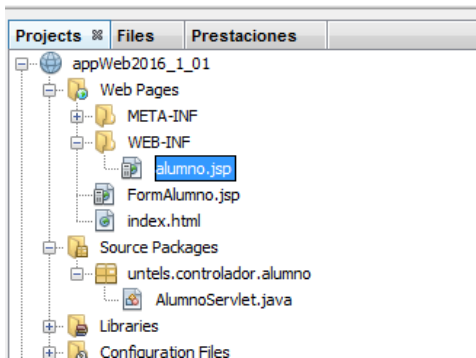 Projects Files Prestaciones
appWeb2016_1_01
Web Pages
META-INF
WEB-INF
alumno.jsp
FormAlumno.jsp
index.html
Source Packages
untels.controlador.alumno
AlumnoServlet.java
Libraries
Configuration Files